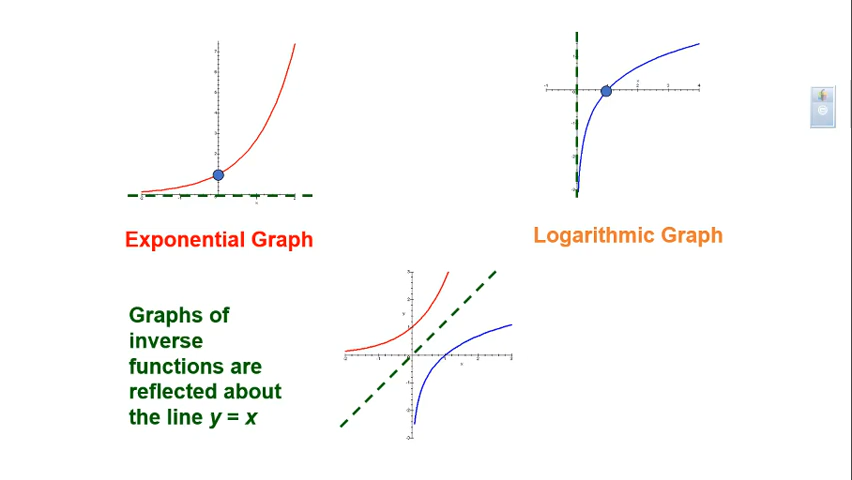 Exponential Graph
Logarithmic Graph
Graphs of
inverse
functions are
reflected about
the line y = x